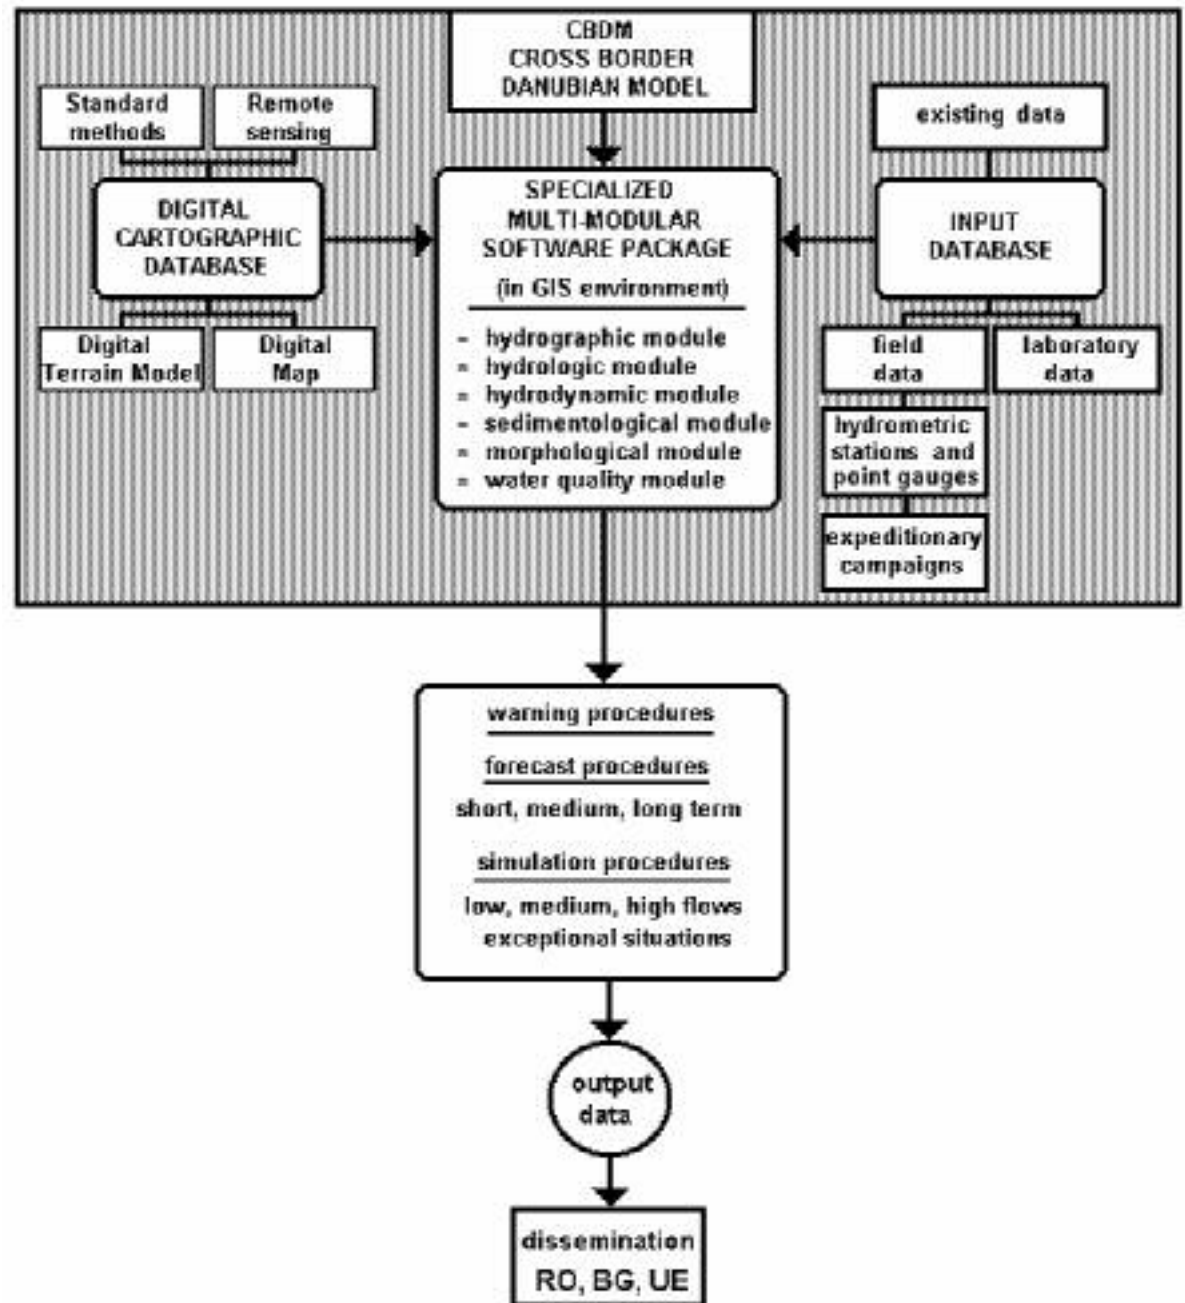 CBDM
CROSS BORDER
DANUBIAN MODEL
Standard
methods
Remote
sensing
existing data
DIGITAL
CARTOGRAPHIC
DATABASE
SPECIALIZED
MULTI-MODULAR
SOFTWARE PACKAGE
(in GIS environment)
- hydrographic module
= hydrologic module
= hydrodynamic module
- sedimentological module
= morphological module
= water quality module
INPUT
DATABASE
Digital
Terrain Model
Digital
Map
field
data
laboratory
data
hydrometric
stations and
point gauges
expeditionary
campaigns
warning procedures
forecast procedures
short, medium, long term
simulation procedures
low, medium, high flows
exceptional situations
output
data
dissemination
RO, BG, UE